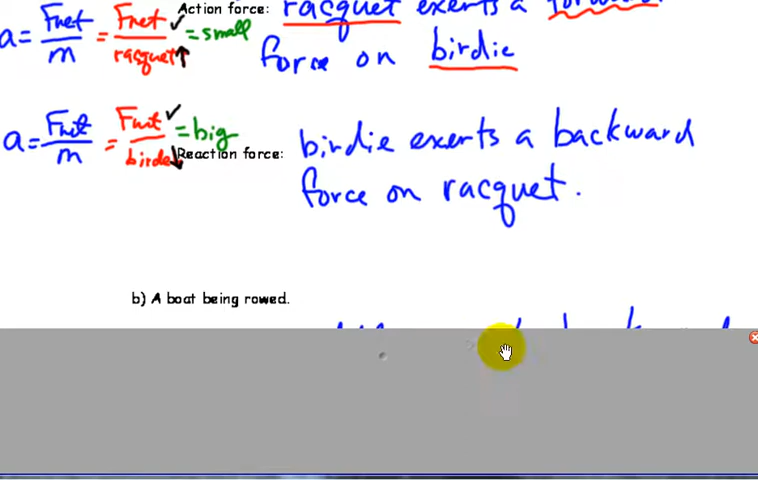 Action force: racquet exerts a forward
a = Fnet/m = Fnet/racquet ✓ ↑ = small force on birdie
a = Fnet/m = Fnet/birdie ✓ ↓ = big birdie exerts a backward
Reaction force: force on racquet.
b) A boat being rowed.